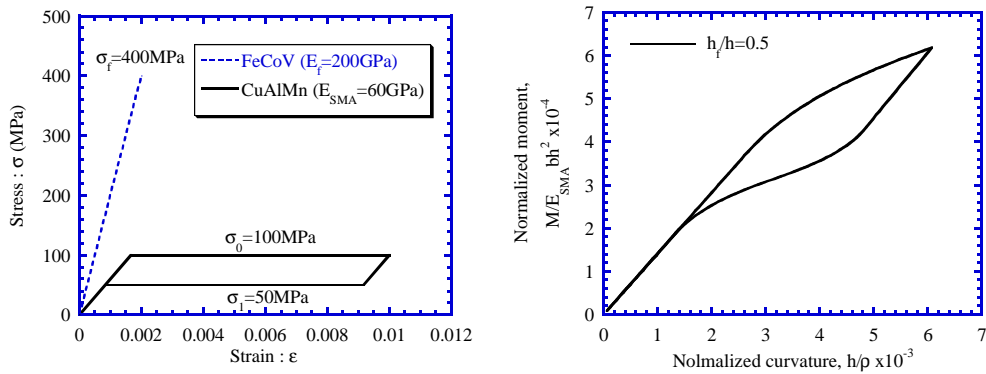 500
400
300
200
100
0
Stress : σ (MPa)
σf=400MPa
FeCoV (Ef=200GPa)
CuAlMn (ESMA=60GPa)
σ0=100MPa
σ1=50MPa
0 0.002 0.004 0.006 0.008 0.01 0.012
Strain : ε
7
6
5
4
3
2
1
0
Normalized moment,
M/ESMA bh2 x10-4
hf/h=0.5
0 1 2 3 4 5 6 7
Nolmalized curvature, h/ρ x10-3